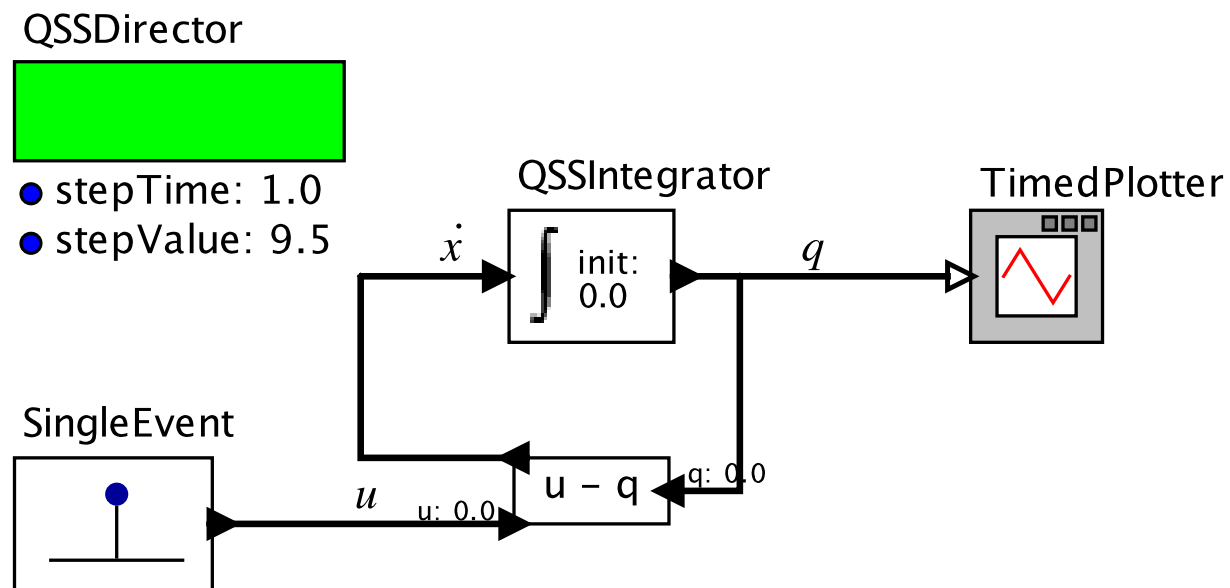 QSSDirector
stepTime: 1.0
stepValue: 9.5
QSSIntegrator
init:
0.0
TimedPlotter
ẋ
q
SingleEvent
u
u: 0.0
u - q
q: 0.0